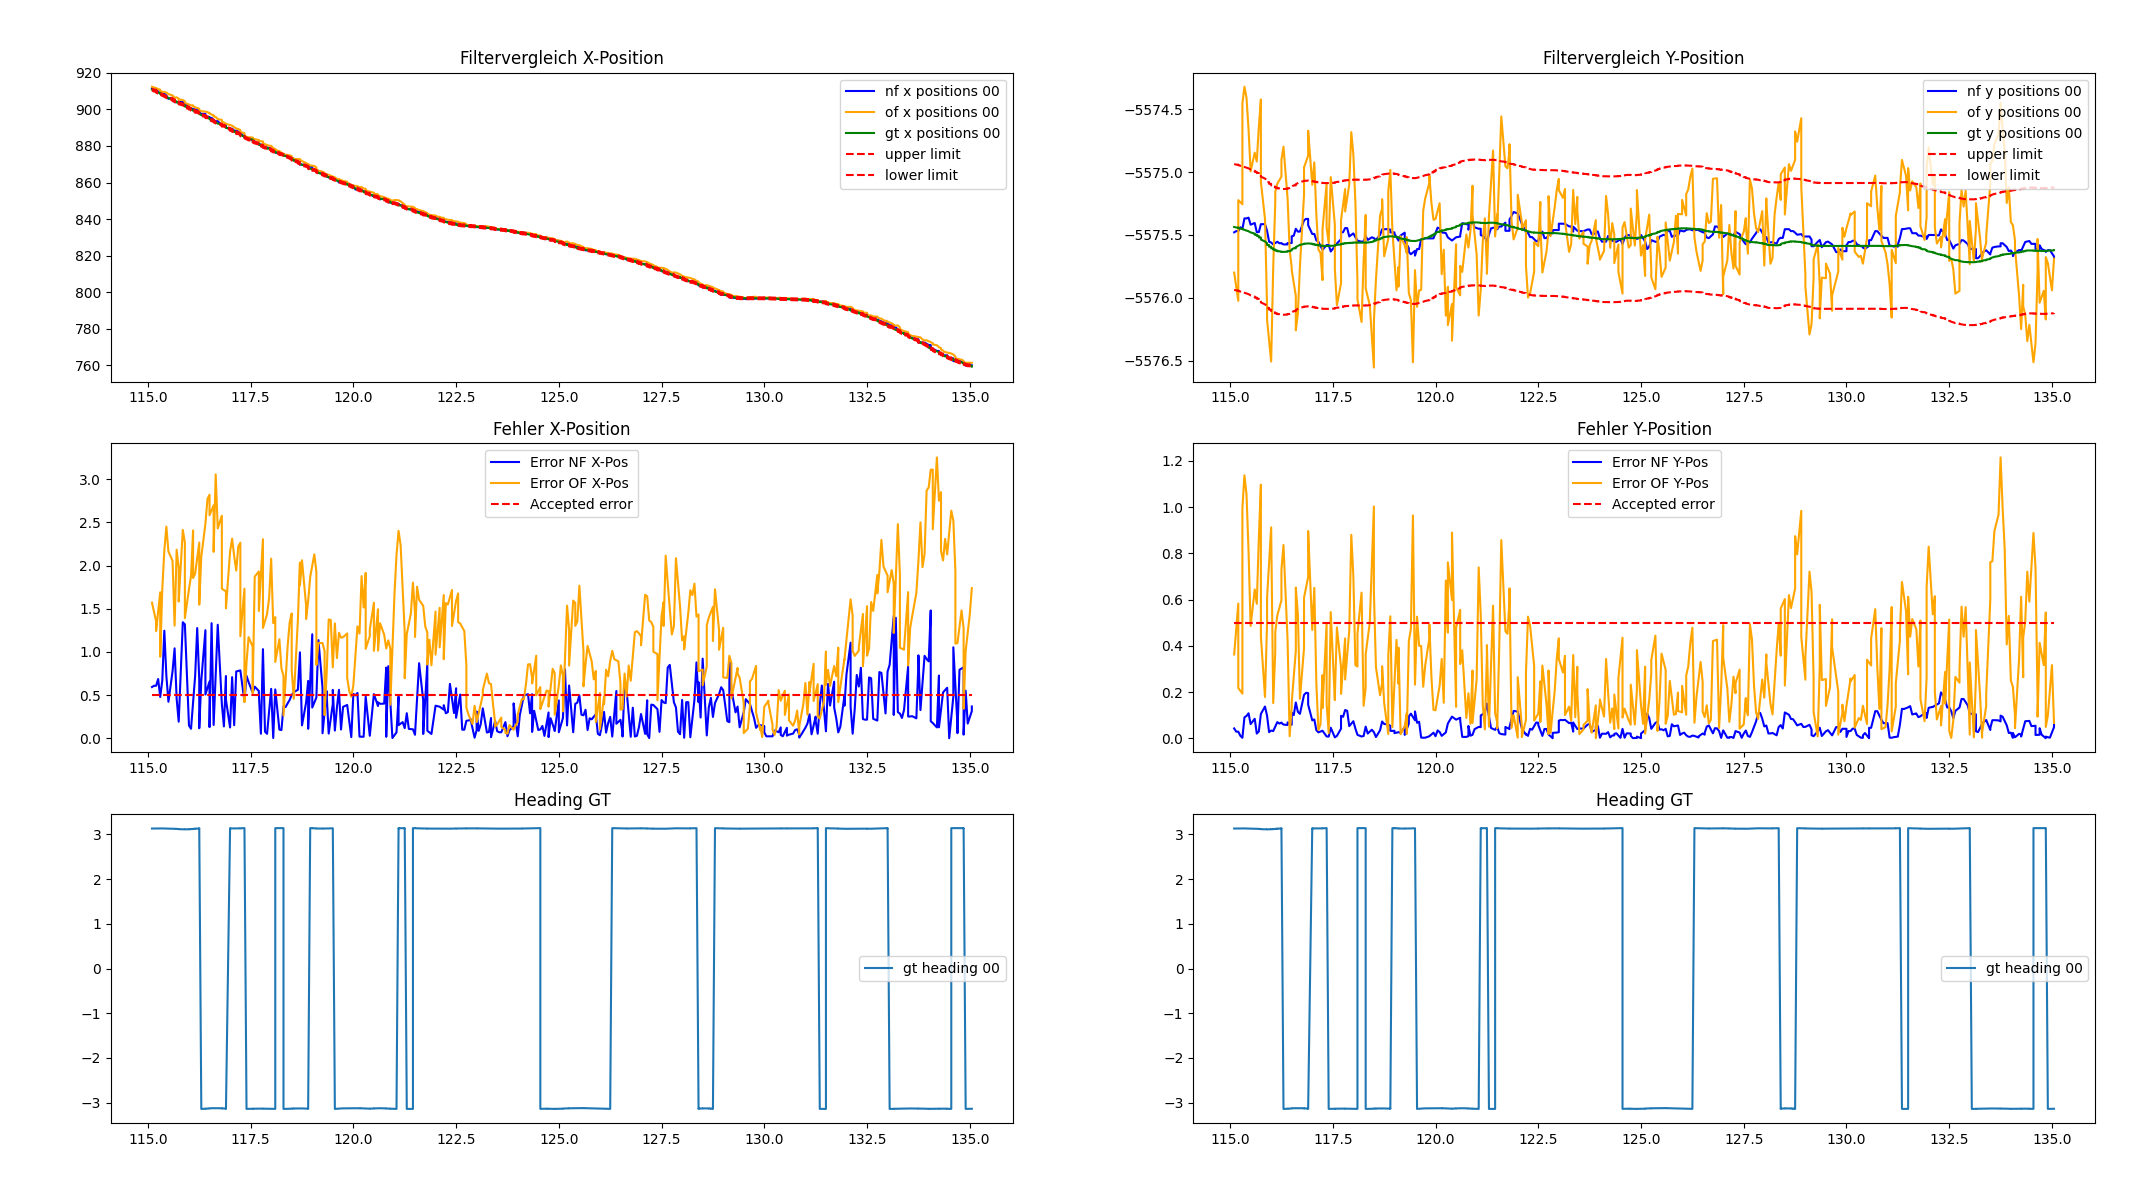 Filtervergleich X-Position
920
900
880
860
840
820
800
780
760
nf x positions 00
of x positions 00
gt x positions 00
upper limit
lower limit
115.0 117.5 120.0 122.5 125.0 127.5 130.0 132.5 135.0
Filtervergleich Y-Position
−5574.5
−5575.0
−5575.5
−5576.0
−5576.5
nf y positions 00
of y positions 00
gt y positions 00
upper limit
lower limit
115.0 117.5 120.0 122.5 125.0 127.5 130.0 132.5 135.0
Fehler X-Position
3.0
2.5
2.0
1.5
1.0
0.5
0.0
Error NF X-Pos
Error OF X-Pos
Accepted error
115.0 117.5 120.0 122.5 125.0 127.5 130.0 132.5 135.0
Fehler Y-Position
1.2
1.0
0.8
0.6
0.4
0.2
0.0
Error NF Y-Pos
Error OF Y-Pos
Accepted error
115.0 117.5 120.0 122.5 125.0 127.5 130.0 132.5 135.0
Heading GT
3
2
1
0
−1
−2
−3
gt heading 00
115.0 117.5 120.0 122.5 125.0 127.5 130.0 132.5 135.0
Heading GT
3
2
1
0
−1
−2
−3
gt heading 00
115.0 117.5 120.0 122.5 125.0 127.5 130.0 132.5 135.0